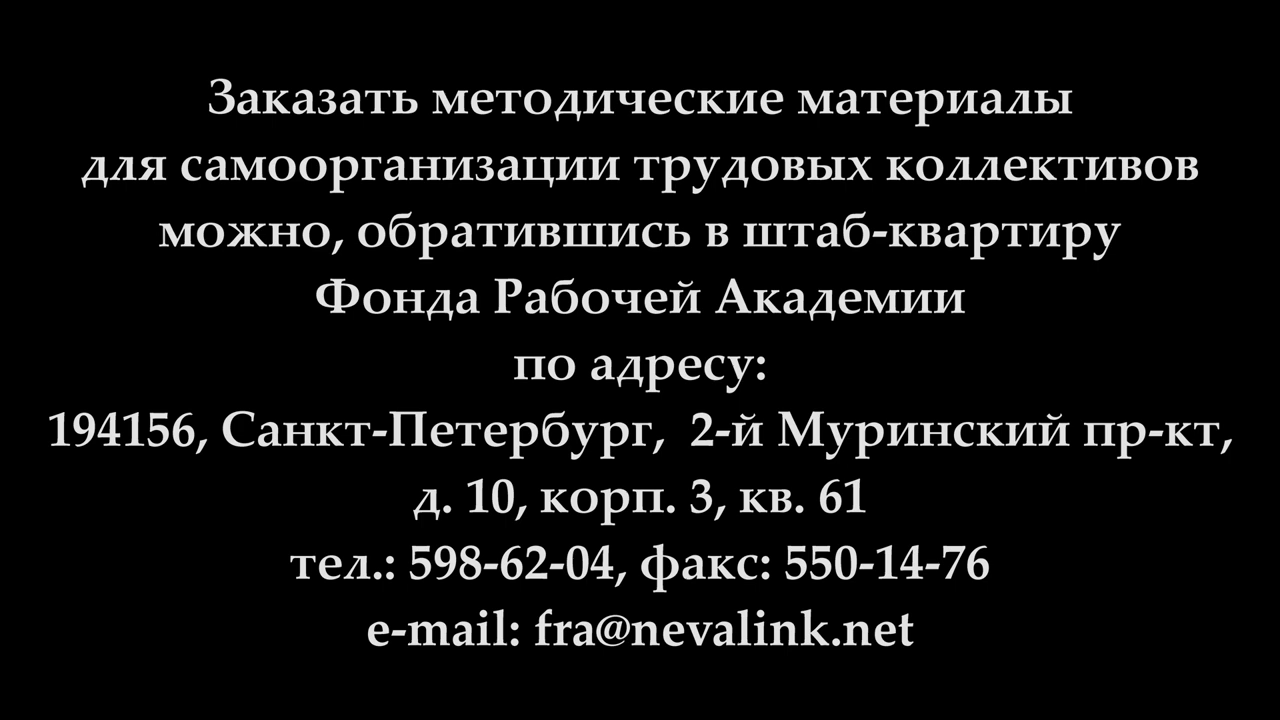 Заказать методические материалы
для самоорганизации трудовых коллективов
можно, обратившись в штаб-квартиру
Фонда Рабочей Академии
по адресу:
194156, Санкт-Петербург, 2-й Муринский пр-кт,
д. 10, корп. 3, кв. 61
тел.: 598-62-04, факс: 550-14-76
e-mail: fra@nevalink.net